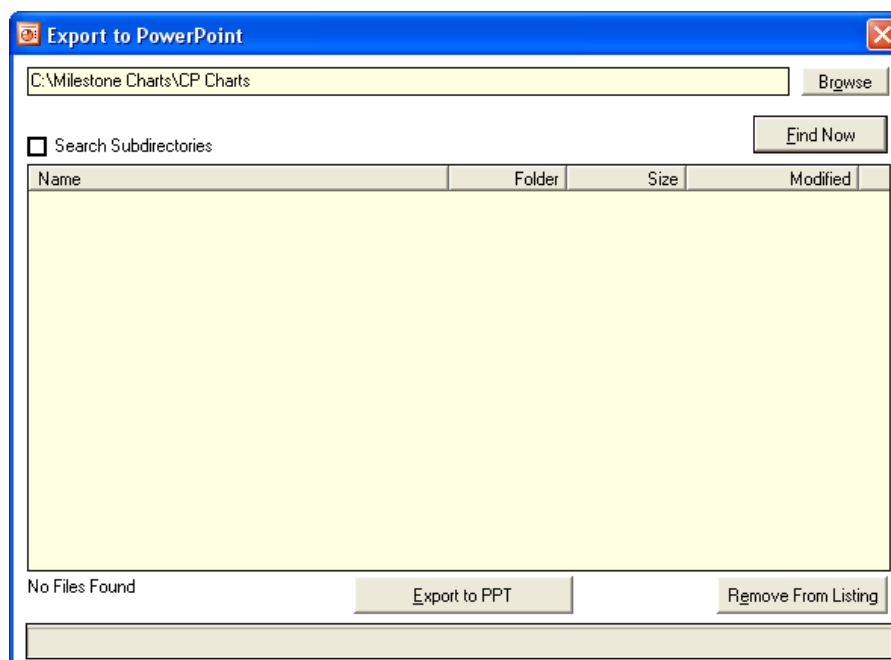 Export to PowerPoint
C:\Milestone Charts\CP Charts
Browse
Find Now
Search Subdirectories
Name Folder Size Modified
No Files Found
Export to PPT
Remove From Listing